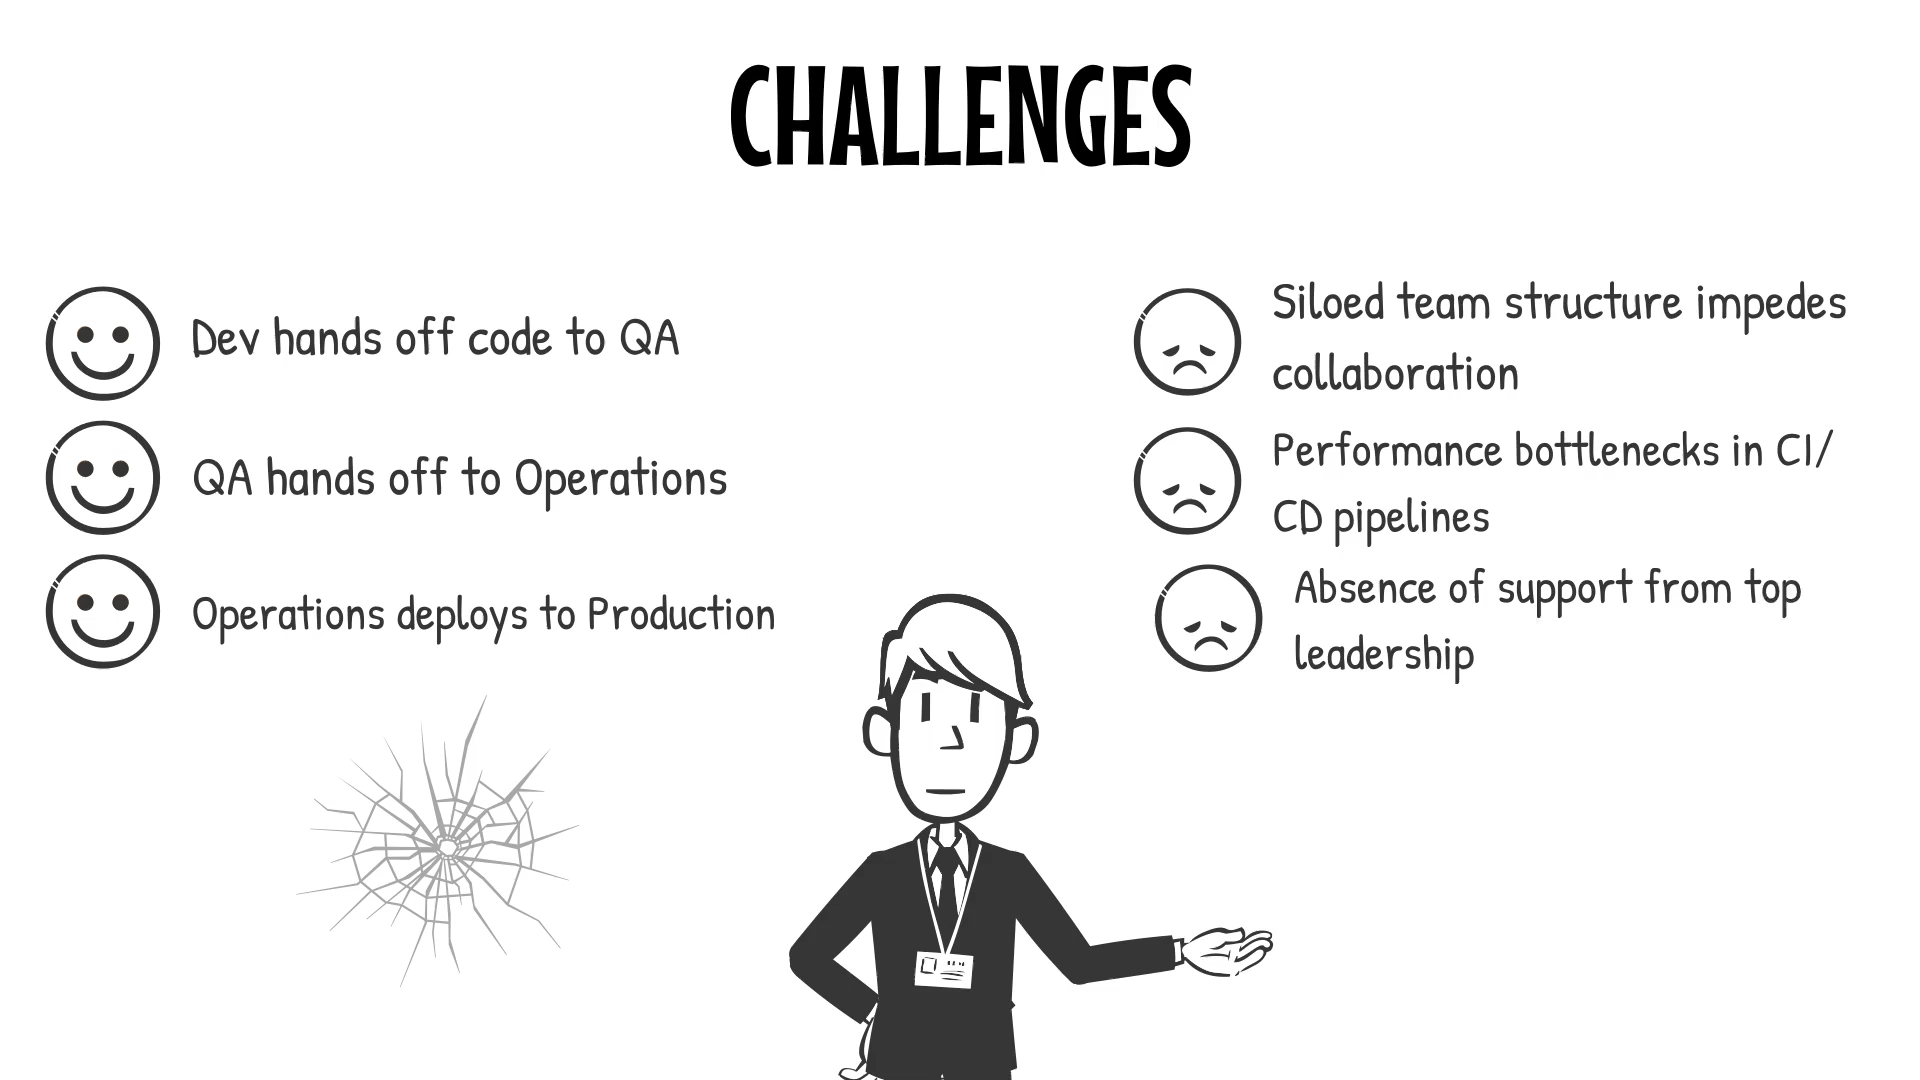 CHALLENGES
Dev hands off code to QA
QA hands off to Operations
Operations deploys to Production
Siloed team structure impedes
collaboration
Performance bottlenecks in CI/
CD pipelines
Absence of support from top
leadership